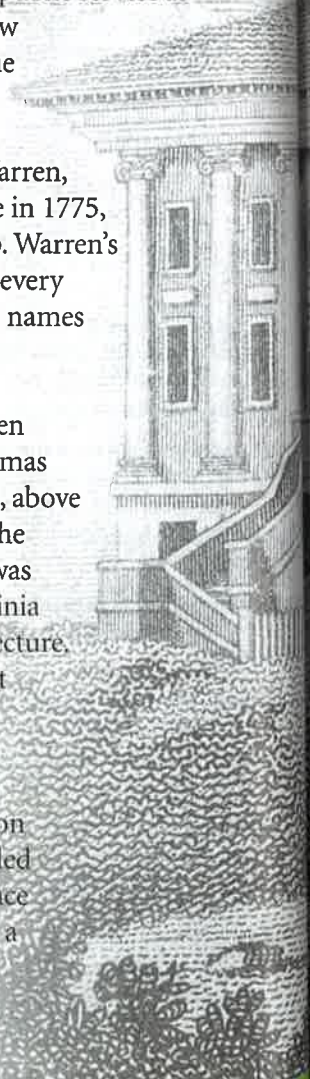 w
e
arren,
e in 1775,
. Warren's
every
names
en
mas
, above
he
was
inia
ecture.
t
on
led
ce
a